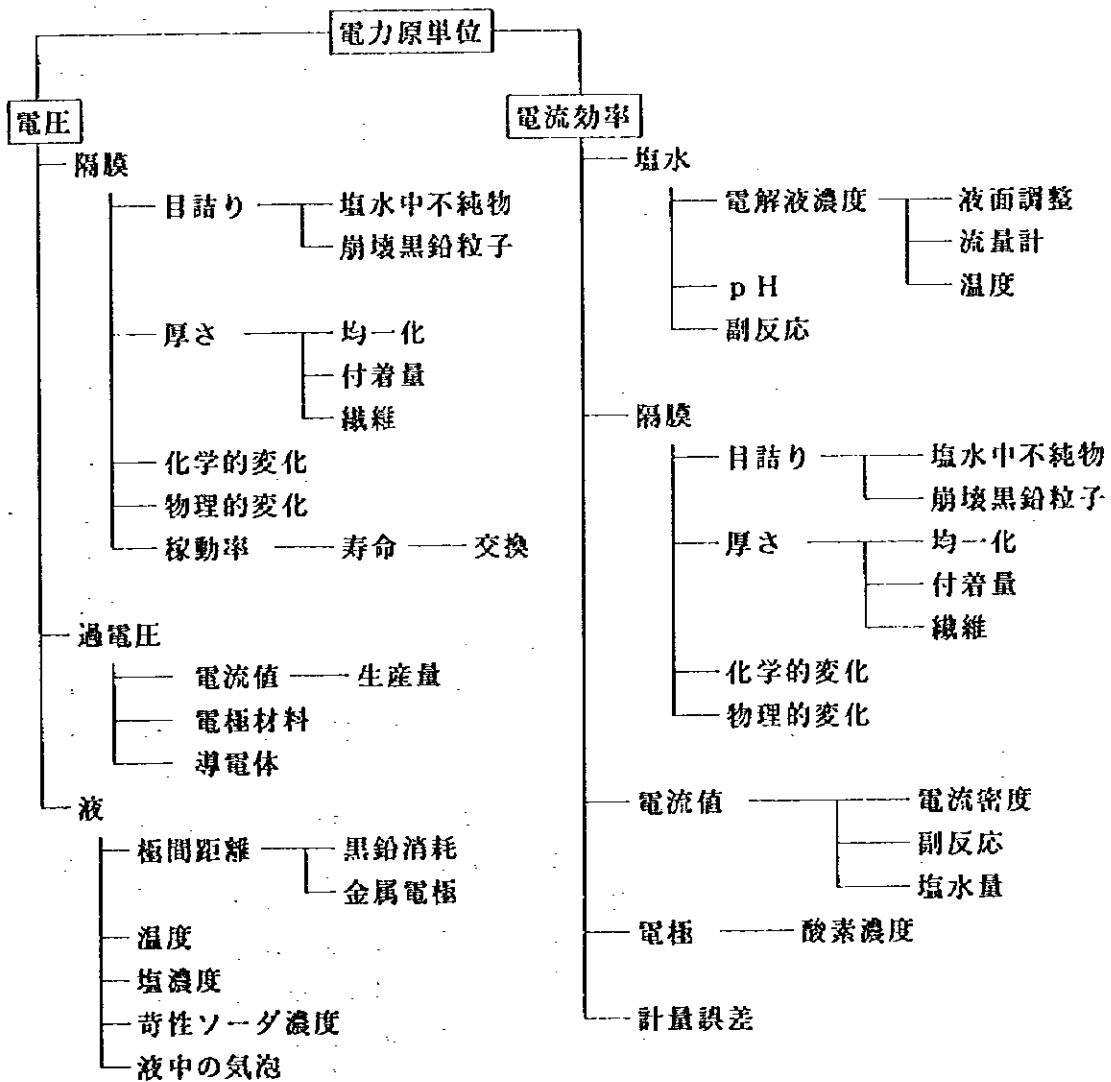 電力原単位
電圧
隔膜
目詰り 塩水中不純物
崩壊黒鉛粒子
厚さ 均一化
付着量
繊維
化学的変化
物理的変化
稼動率 寿命 交換
過電圧
電流値 生産量
電極材料
導電体
液
極間距離 黒鉛消耗
金属電極
温度
塩濃度
苛性ソーダ濃度
液中の気泡
電流効率
塩水
電解液濃度 液面調整
流量計
温度
pH
副反応
隔膜
目詰り 塩水中不純物
崩壊黒鉛粒子
厚さ 均一化
付着量
繊維
化学的変化
物理的変化
電流値 電流密度
副反応
塩水量
電極 酸素濃度
計量誤差